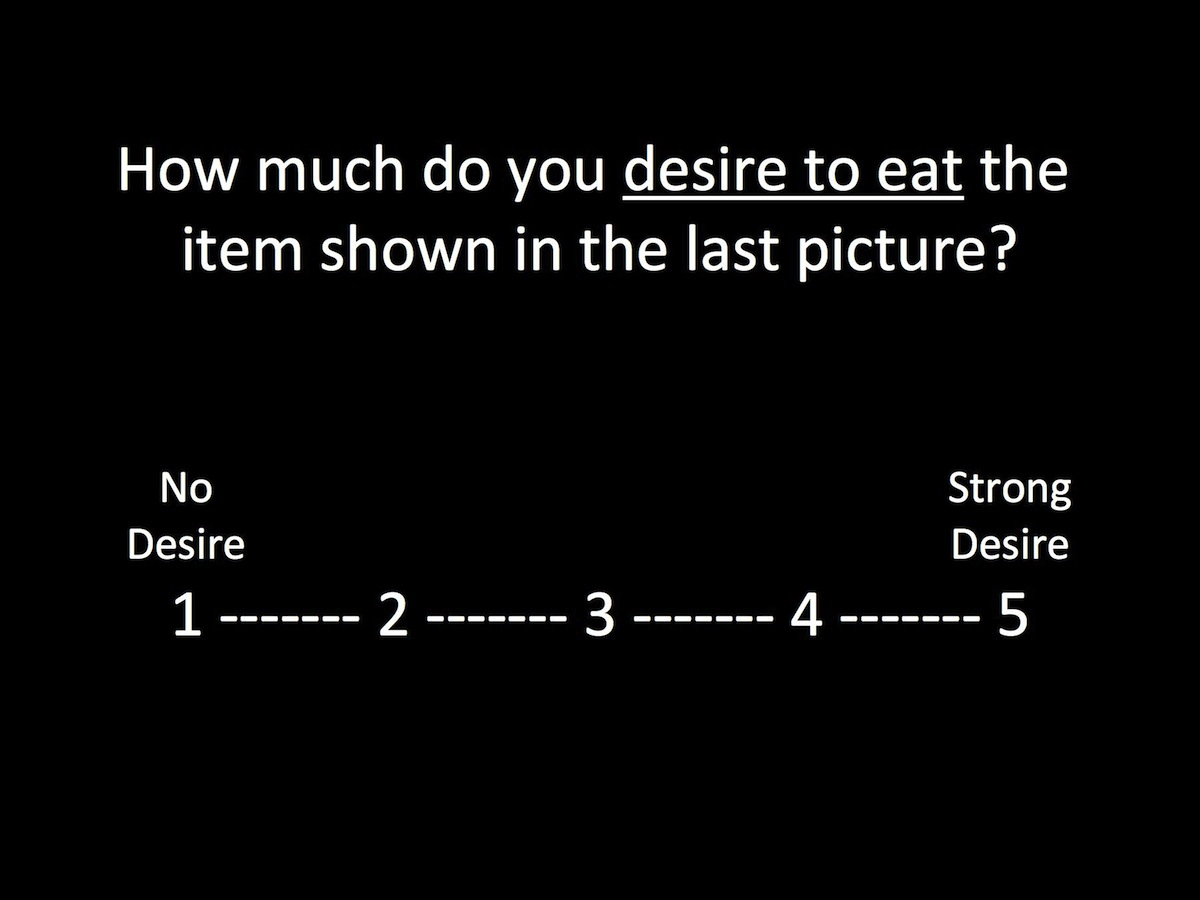 How much do you desire to eat the
item shown in the last picture?
No
Desire
Strong
Desire
1 ------- 2 ------- 3 ------- 4 ------- 5